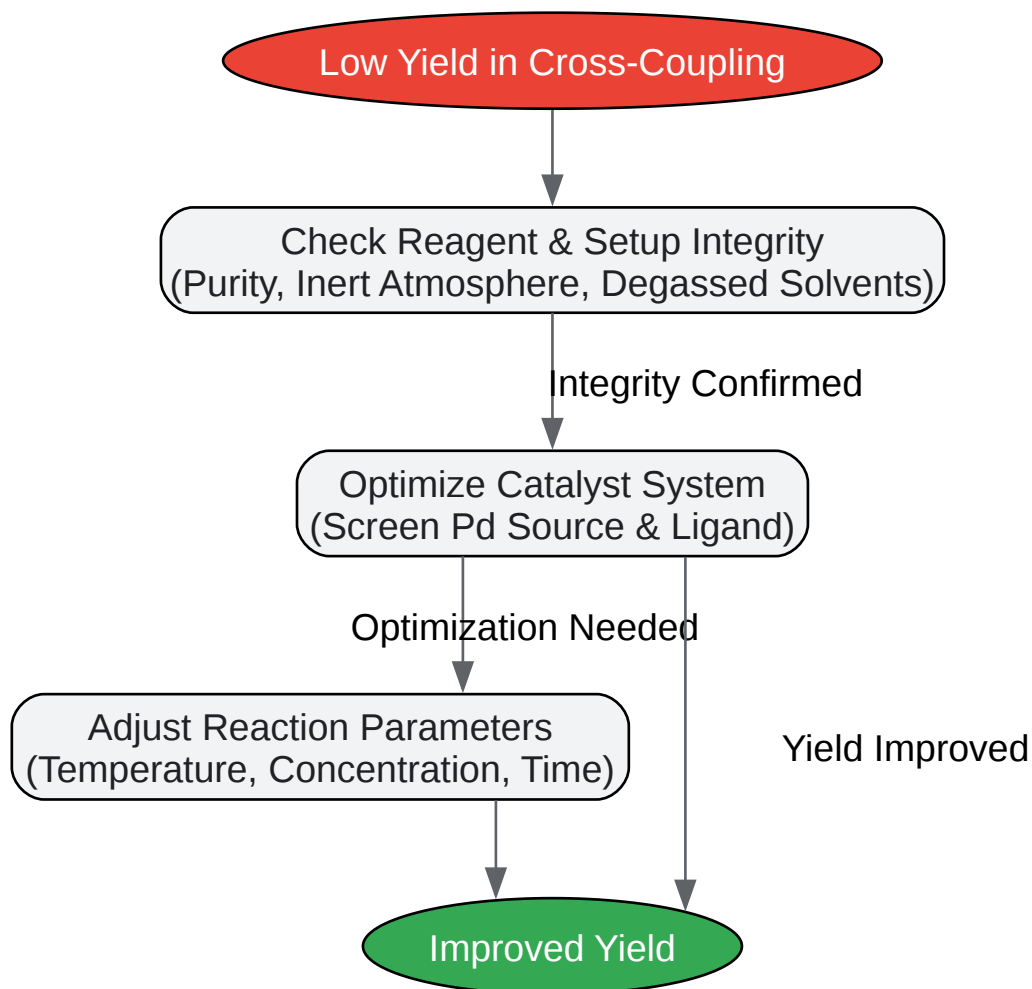 Low Yield in Cross-Coupling
Check Reagent & Setup Integrity
(Purity, Inert Atmosphere, Degassed Solvents)
Integrity Confirmed
Optimize Catalyst System
(Screen Pd Source & Ligand)
Optimization Needed
Adjust Reaction Parameters
(Temperature, Concentration, Time)
Yield Improved
Improved Yield